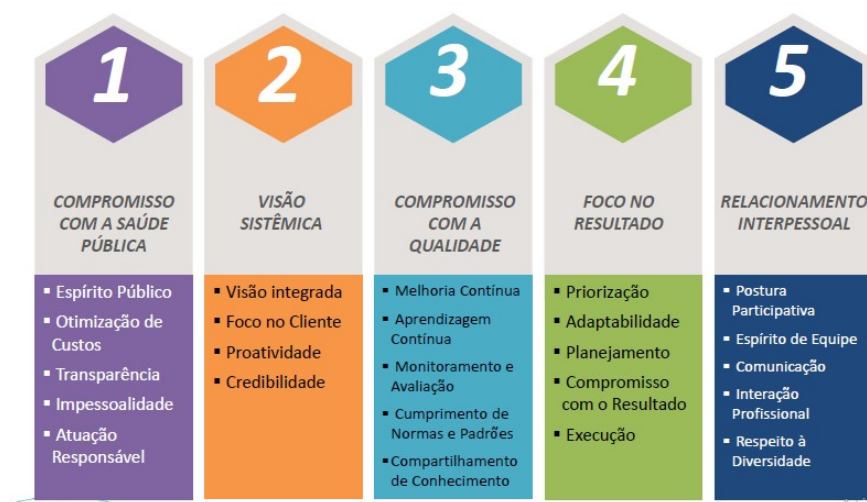 1
COMPROMISSO
COM A SAÚDE
PÚBLICA
▪ Espírito Público
▪ Otimização de
Custos
▪ Transparência
▪ Impessoalidade
▪ Atuação
Responsável
2
VISÃO
SISTÊMICA
▪ Visão integrada
▪ Foco no Cliente
▪ Proatividade
▪ Credibilidade
3
COMPROMISSO
COM A
QUALIDADE
▪ Melhoria Contínua
▪ Aprendizagem
Contínua
▪ Monitoramento e
Avaliação
▪ Cumprimento de
Normas e Padrões
▪ Compartilhamento
de Conhecimento
4
FOCO NO
RESULTADO
▪ Priorização
▪ Adaptabilidade
▪ Planejamento
▪ Compromisso
com o Resultado
▪ Execução
5
RELACIONAMENTO
INTERPESSOAL
▪ Postura
Participativa
▪ Espírito de Equipe
▪ Comunicação
▪ Interação
Profissional
▪ Respeito à
Diversidade